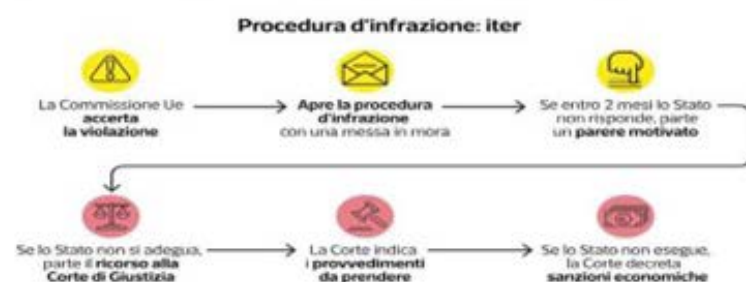 Procedura d'infrazione: iter
La Commissione Ue
accerta
la violazione
Apre la procedura
d'infrazione
con una messa in mora
Se entro 2 mesi lo Stato
non risponde, parte
un parere motivato
Se lo Stato non si adegua,
parte il ricorso alla
Corte di Giustizia
La Corte indica
i provvedimenti
da prendere
Se lo Stato non esegue,
la Corte decreta
sanzioni economiche